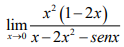 lim x→0 x² (1−2x) / x − 2x² − senx